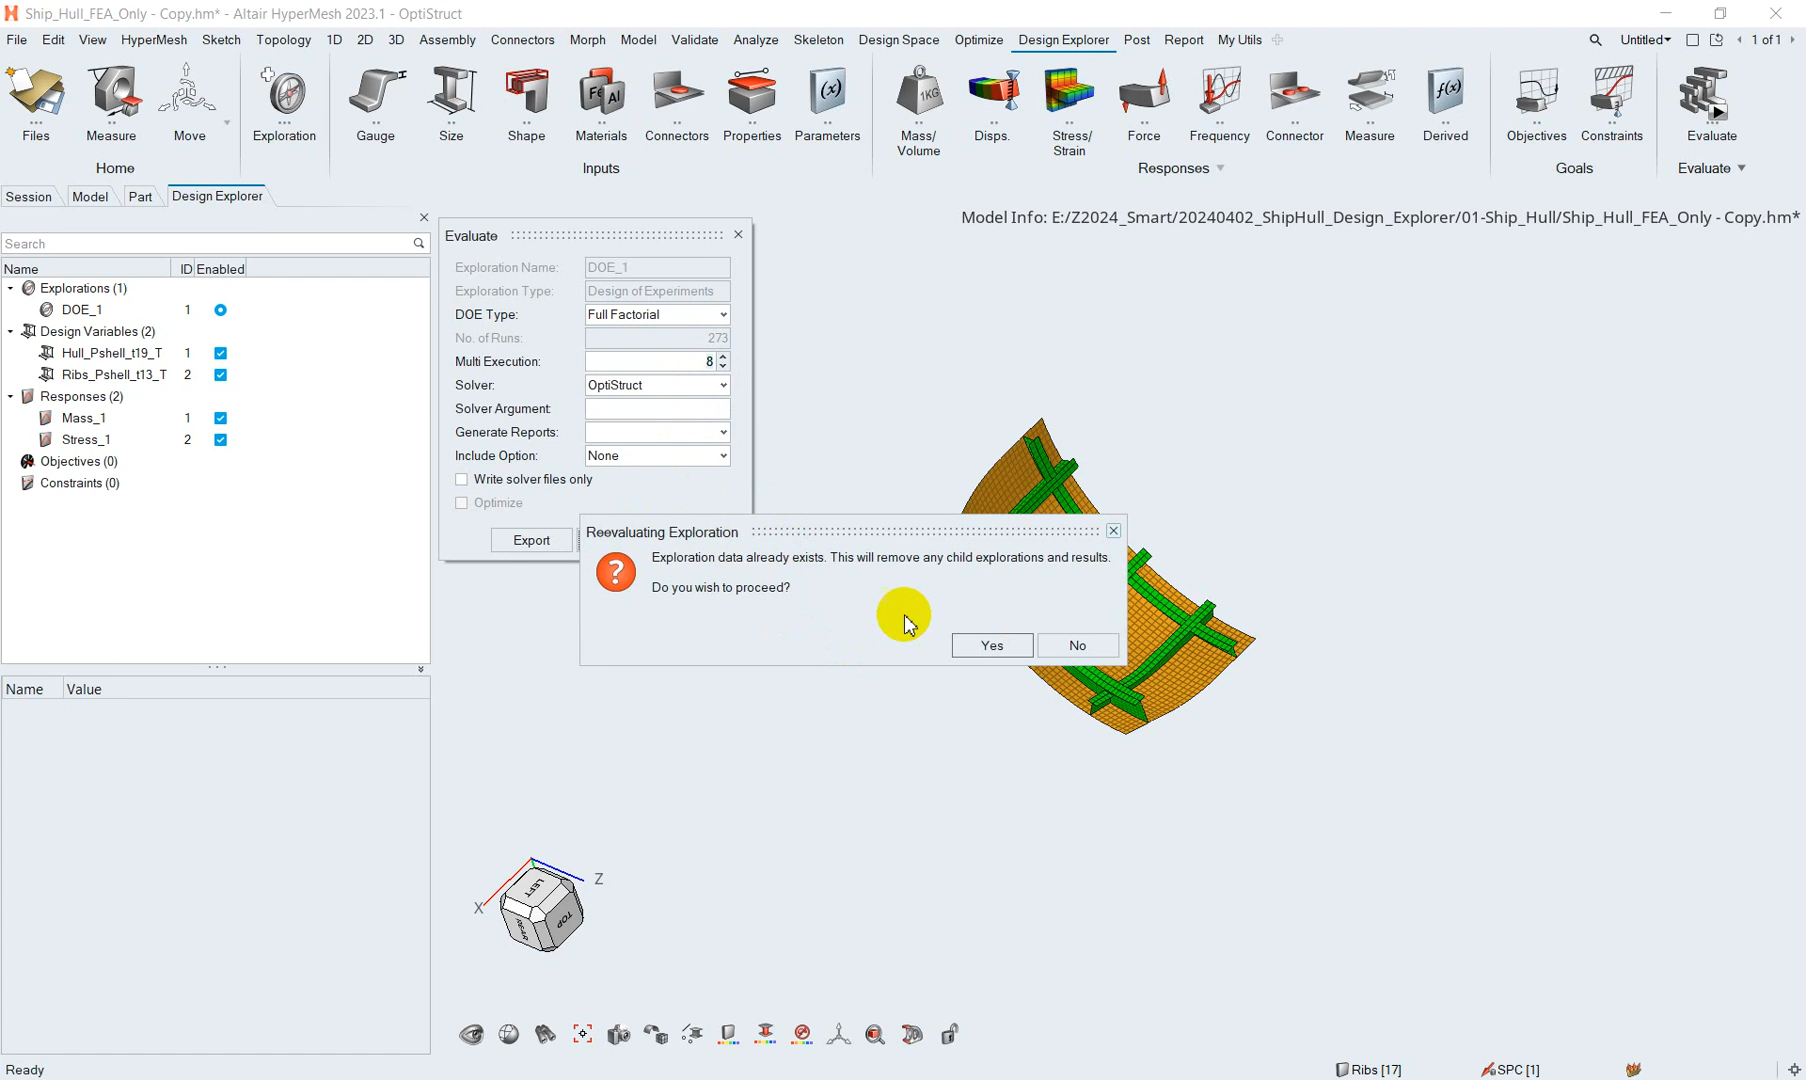 Ship_Hull_FEA_Only - Copy.hm* - Altair HyperMesh 2023.1 - OptiStruct
File Edit View HyperMesh Sketch Topology 1D 2D 3D Assembly Connectors Morph Model Validate Analyze Skeleton Design Space Optimize Design Explorer Post Report My Utils Untitled 1 of 1
Files Measure Move Exploration Gauge Size Shape Materials Connectors Properties Parameters Mass/ Disps. Stress/ Force Frequency Connector Measure Derived Objectives Constraints Evaluate
Volume Strain
Home Inputs Responses Goals Evaluate
Fe Al (x) 1KG f(x)
Session Model Part Design Explorer
Model Info: E:/Z2024_Smart/20240402_ShipHull_Design_Explorer/01-Ship_Hull/Ship_Hull_FEA_Only - Copy.hm*
Search
Name ID Enabled
Explorations (1)
DOE_1 1
Design Variables (2)
Hull_Pshell_t19_T 1
Ribs_Pshell_t13_T 2
Responses (2)
Mass_1 1
Stress_1 2
Objectives (0)
Constraints (0)
Name Value
Evaluate
Exploration Name: DOE_1
Exploration Type: Design of Experiments
DOE Type: Full Factorial
No. of Runs: 273
Multi Execution: 8
Solver: OptiStruct
Solver Argument:
Generate Reports:
Include Option: None
Write solver files only
Optimize
Export
Reevaluating Exploration
Exploration data already exists. This will remove any child explorations and results.
Do you wish to proceed?
Yes No
X Z
LEFT
TOP
REAR
Ready Ribs [17] SPC [1]